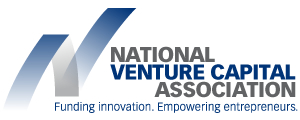 NATIONAL
VENTURE CAPITAL
ASSOCIATION
Funding innovation. Empowering entrepreneurs.